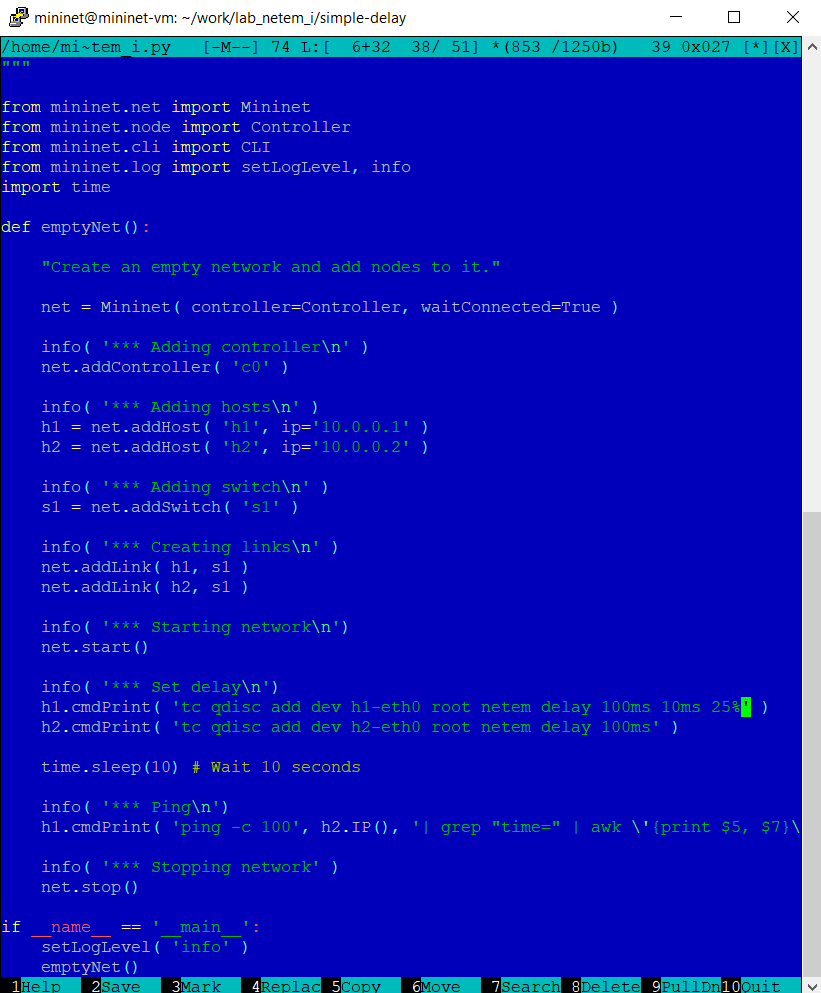 mininet@mininet-vm: ~/work/lab_netem_i/simple-delay
/home/mi~tem_i.py   [-M--] 74 L:[  6+32  38/ 51] *(853 /1250b)   39 0x027 [*][X]
"""
from mininet.net import Mininet
from mininet.node import Controller
from mininet.cli import CLI
from mininet.log import setLogLevel, info
import time
def emptyNet():
    "Create an empty network and add nodes to it."
    net = Mininet( controller=Controller, waitConnected=True )
    info( '*** Adding controller\n' )
    net.addController( 'c0' )
    info( '*** Adding hosts\n' )
    h1 = net.addHost( 'h1', ip='10.0.0.1' )
    h2 = net.addHost( 'h2', ip='10.0.0.2' )
    info( '*** Adding switch\n' )
    s1 = net.addSwitch( 's1' )
    info( '*** Creating links\n' )
    net.addLink( h1, s1 )
    net.addLink( h2, s1 )
    info( '*** Starting network\n')
    net.start()
    info( '*** Set delay\n')
    h1.cmdPrint( 'tc qdisc add dev h1-eth0 root netem delay 100ms 10ms 25%' )
    h2.cmdPrint( 'tc qdisc add dev h2-eth0 root netem delay 100ms' )
    time.sleep(10) # Wait 10 seconds
    info( '*** Ping\n')
    h1.cmdPrint( 'ping -c 100', h2.IP(), '| grep "time=" | awk \'{print $5, $7}\
    info( '*** Stopping network' )
    net.stop()
if __name__ == '__main__':
    setLogLevel( 'info' )
    emptyNet()
1Help  2Save  3Mark  4Replac 5Copy  6Move  7Search 8Delete 9PullDn10Quit